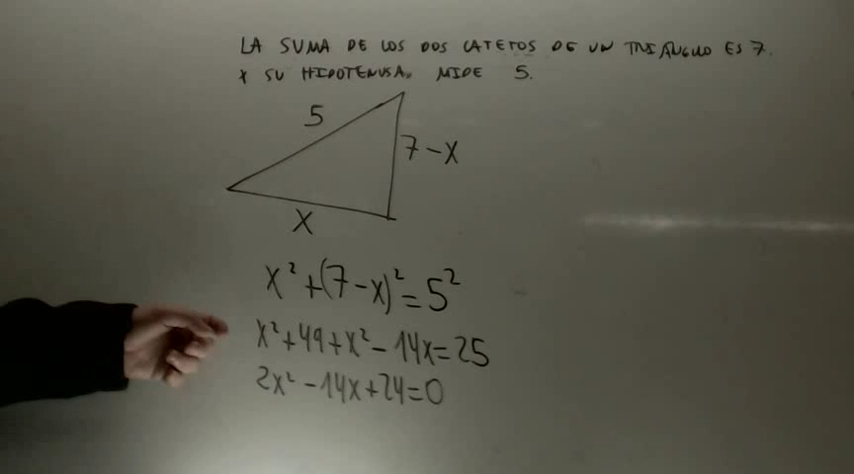 LA SUMA DE LOS DOS CATETOS DE UN TRIÁNGULO ES 7.
Y SU HIPOTENUSA. MIDE 5.
5
7-x
x
x²+(7-x)²=5²
x²+49+x²-14x=25
2x²-14x+24=0